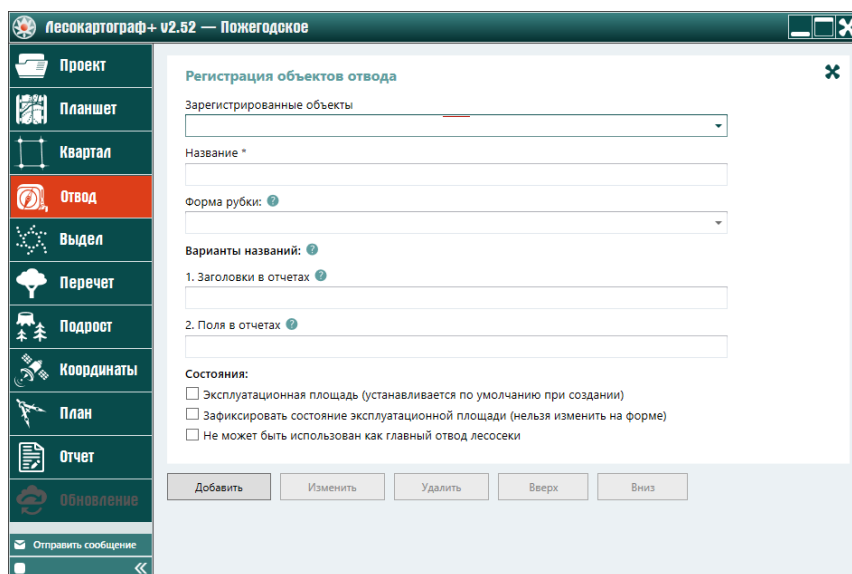 Лесокартограф+ v2.52 — Пожегодское
Проект
Планшет
Квартал
Отвод
Выдел
Перечет
Подрост
Координаты
План
Отчет
Обновление
Отправить сообщение
Регистрация объектов отвода
Зарегистрированные объекты
Название *
Форма рубки: ?
Варианты названий: ?
1. Заголовки в отчетах ?
2. Поля в отчетах ?
Состояния:
Эксплуатационная площадь (устанавливается по умолчанию при создании)
Зафиксировать состояние эксплуатационной площади (нельзя изменить на форме)
Не может быть использован как главный отвод лесосеки
Добавить Изменить Удалить Вверх Вниз